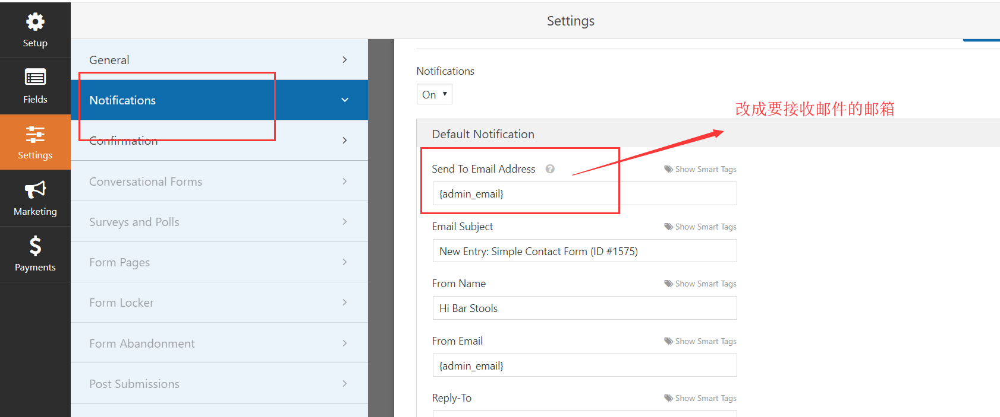 Settings
Setup
Fields
Settings
Marketing
Payments
General
Notifications
Confirmation
Conversational Forms
Surveys and Polls
Form Pages
Form Locker
Form Abandonment
Post Submissions
Notifications
On
改成要接收邮件的邮箱
Default Notification
Send To Email Address
Show Smart Tags
{admin_email}
Email Subject
Show Smart Tags
New Entry: Simple Contact Form (ID #1575)
From Name
Show Smart Tags
Hi Bar Stools
From Email
Show Smart Tags
{admin_email}
Reply-To
Show Smart Tags